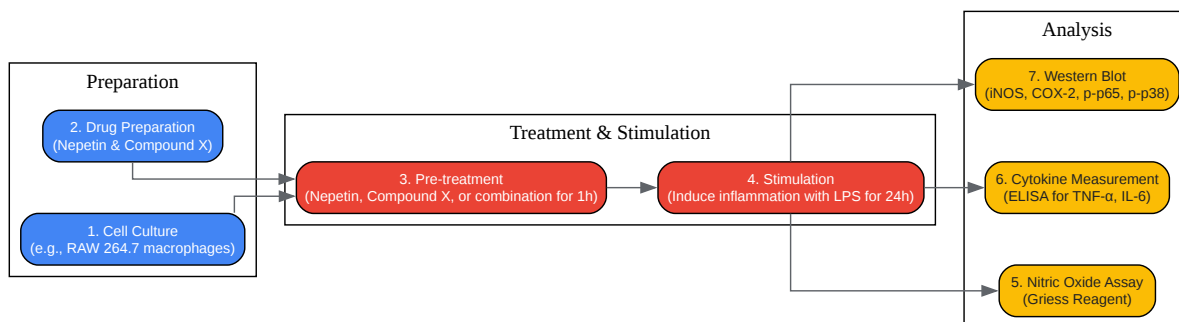 Preparation
2. Drug Preparation
(Nepetin & Compound X)
1. Cell Culture
(e.g., RAW 264.7 macrophages)
Treatment & Stimulation
3. Pre-treatment
(Nepetin, Compound X, or combination for 1h)
4. Stimulation
(Induce inflammation with LPS for 24h)
Analysis
7. Western Blot
(iNOS, COX-2, p-p65, p-p38)
6. Cytokine Measurement
(ELISA for TNF-α, IL-6)
5. Nitric Oxide Assay
(Griess Reagent)